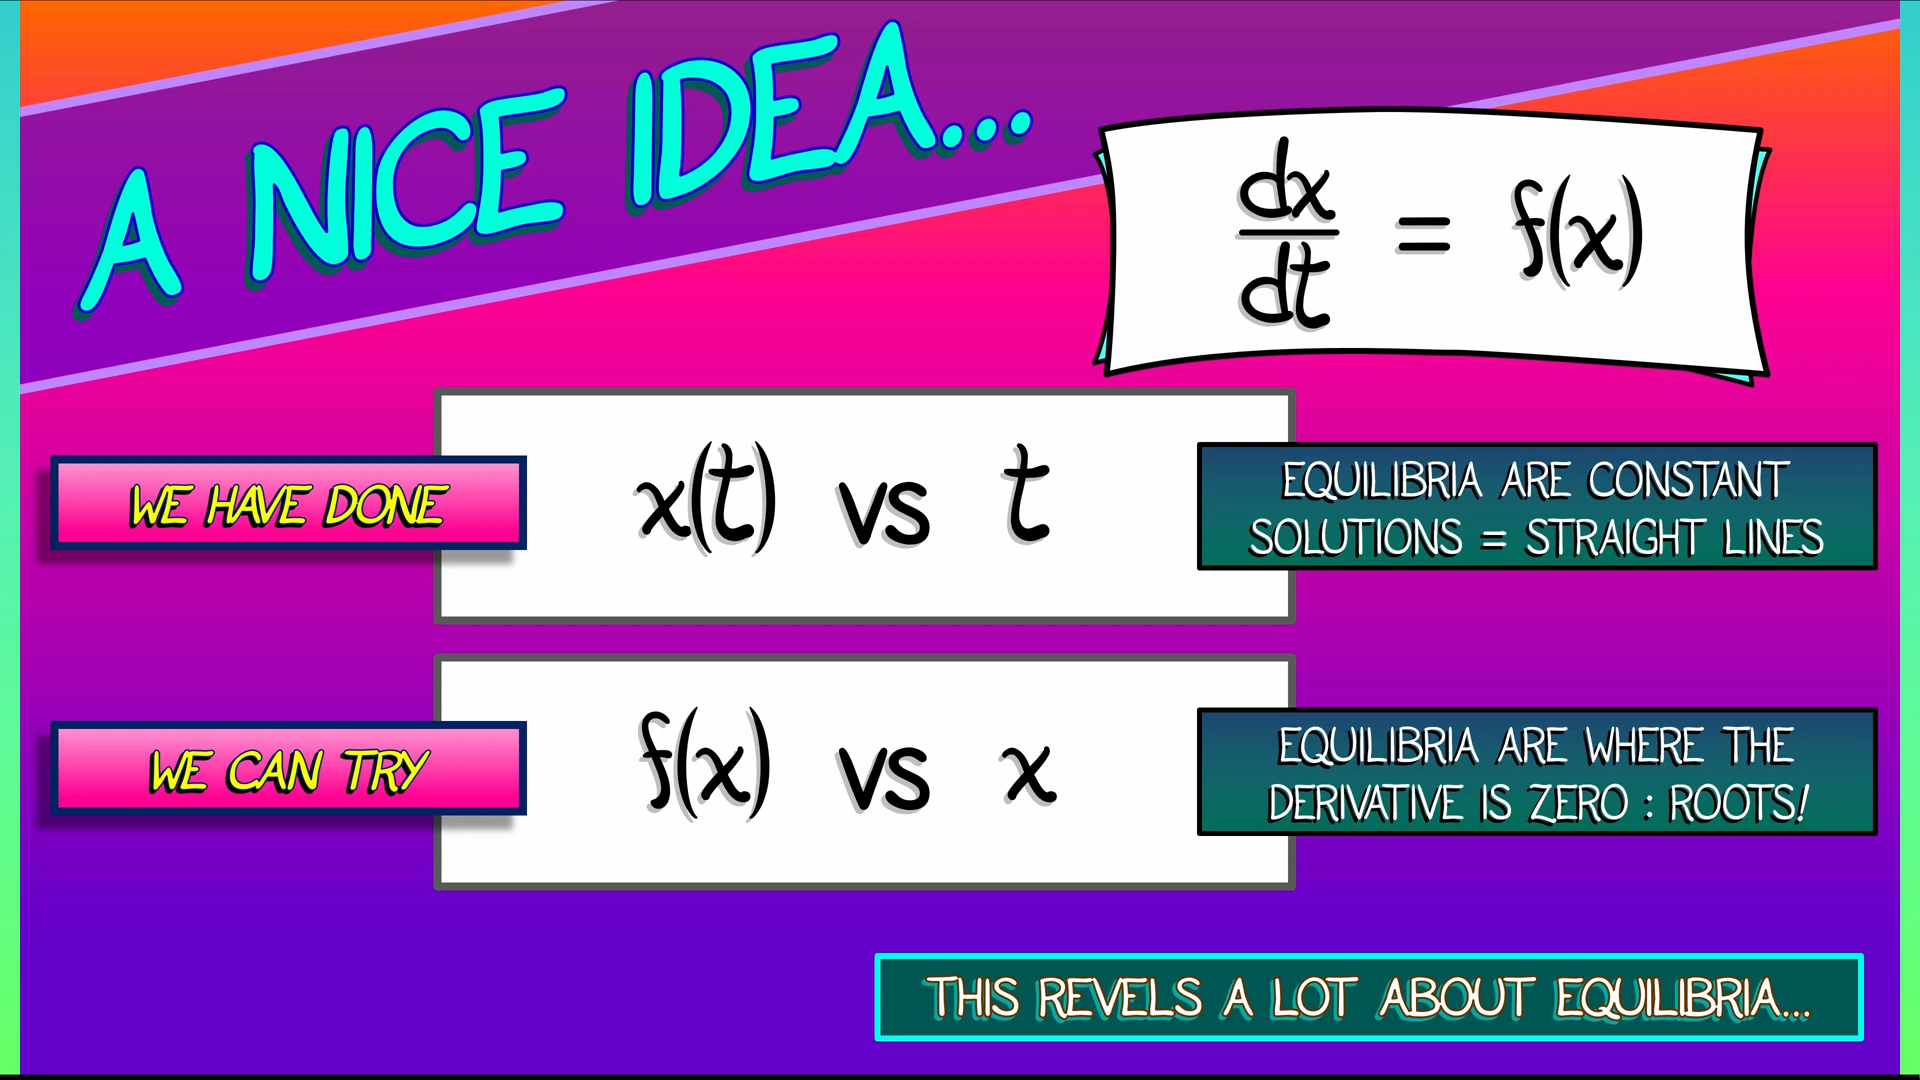 A NICE IDEA...
dx/dt = f(x)
WE HAVE DONE
x(t) vs t
EQUILIBRIA ARE CONSTANT
SOLUTIONS = STRAIGHT LINES
WE CAN TRY
f(x) vs x
EQUILIBRIA ARE WHERE THE
DERIVATIVE IS ZERO : ROOTS!
THIS REVELS A LOT ABOUT EQUILIBRIA...